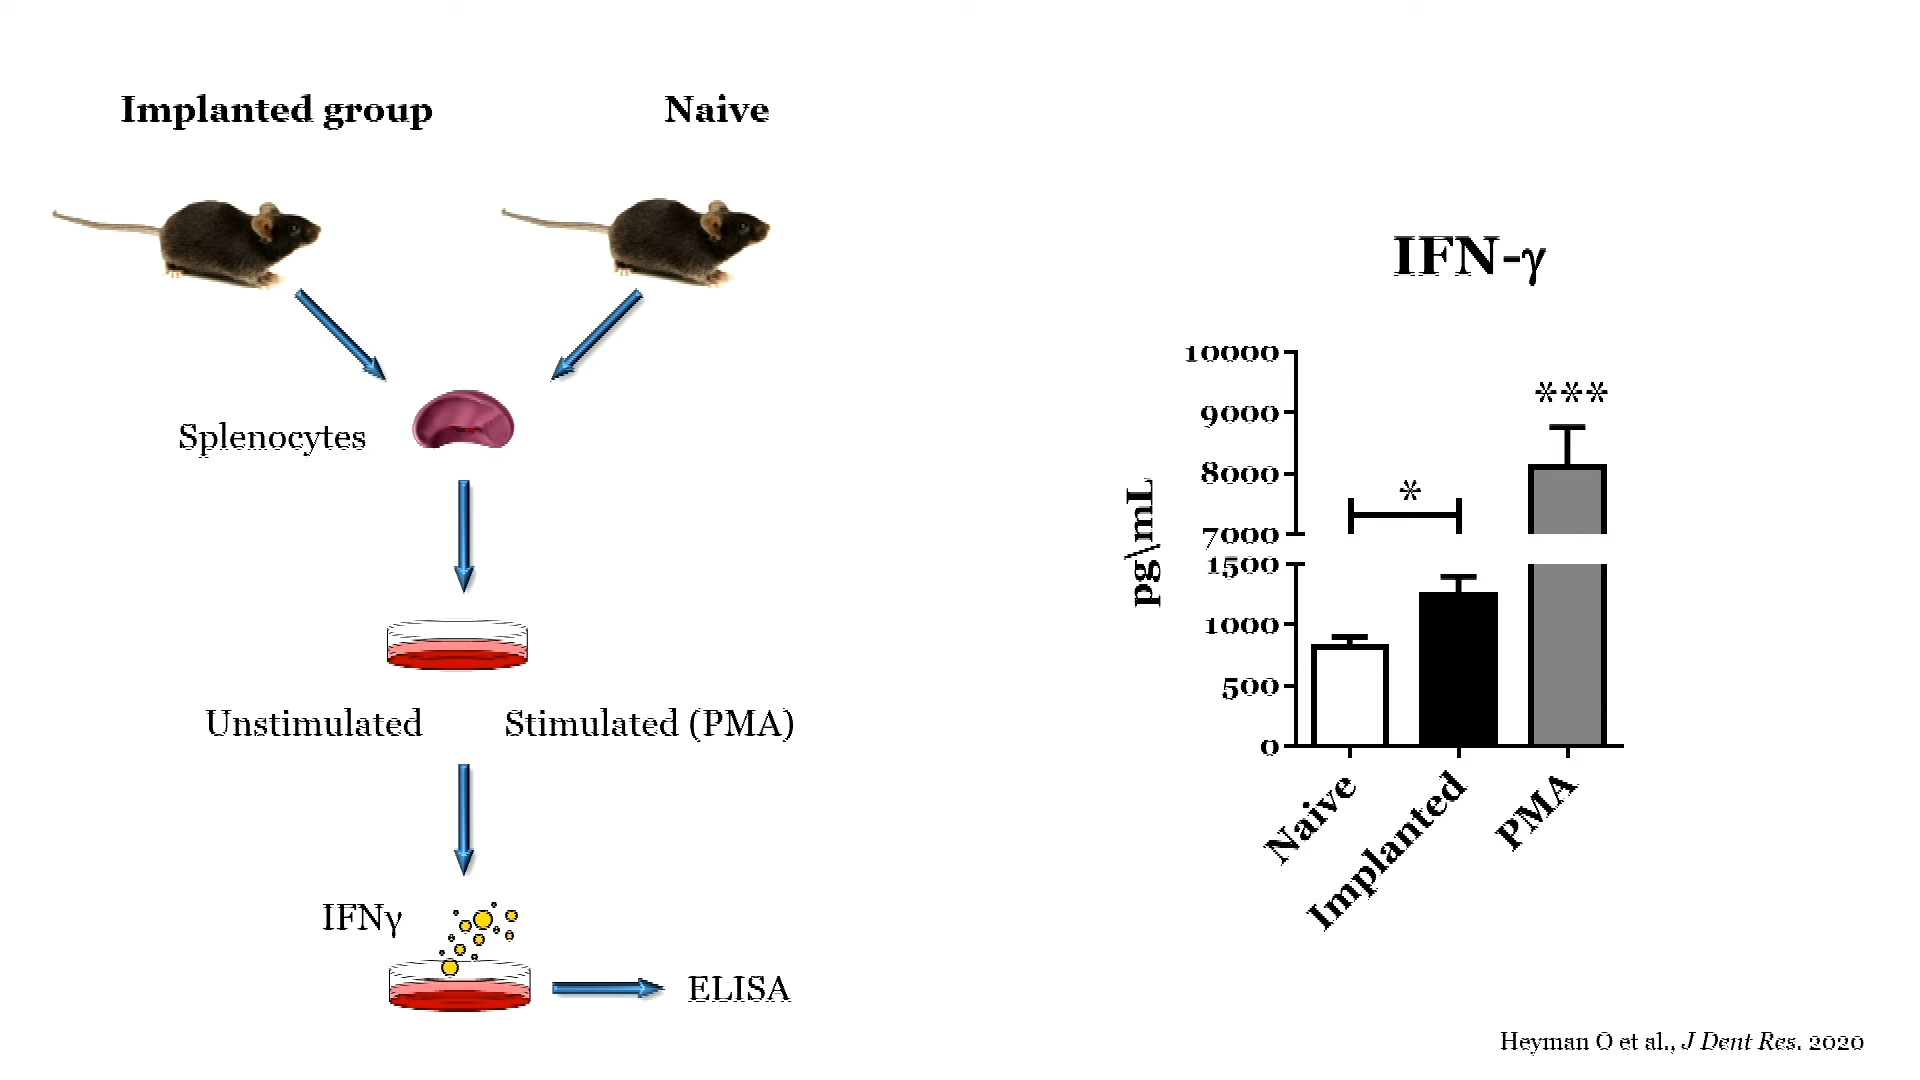 Implanted group
Naive
Splenocytes
Unstimulated
Stimulated (PMA)
IFNγ
ELISA
IFN-γ
10000
9000
8000
7000
1500
1000
500
0
pg\mL
*
***
Naive
Implanted
PMA
Heyman O et al., J Dent Res. 2020